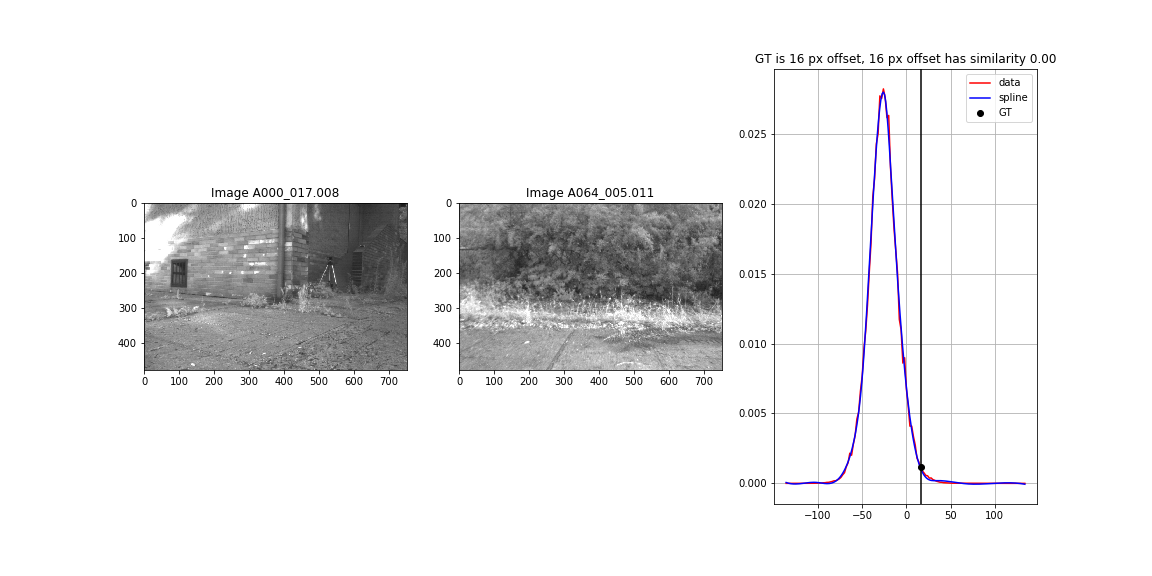 GT is 16 px offset, 16 px offset has similarity 0.00
data
spline
GT
0.025
0.020
0.015
0.010
0.005
0.000
−100 −50 0 50 100
Image A000_017.008
0
100
200
300
400
0 100 200 300 400 500 600 700
Image A064_005.011
0
100
200
300
400
0 100 200 300 400 500 600 700